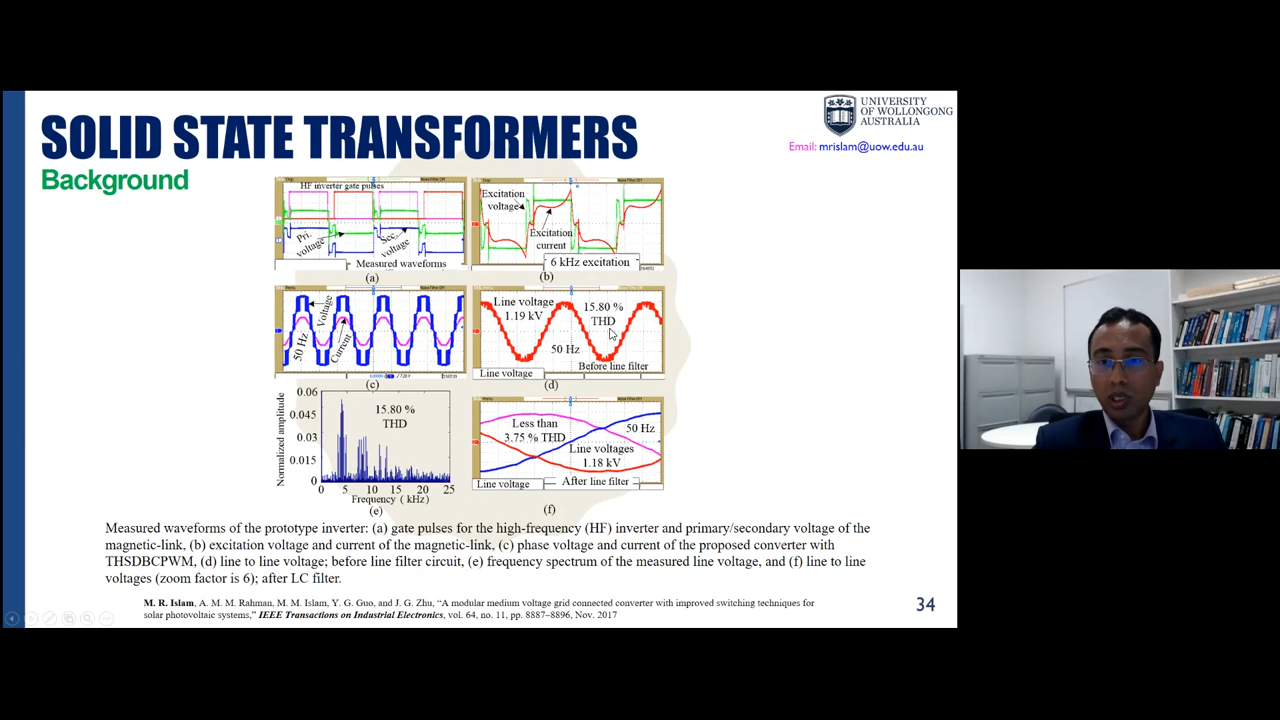 SOLID STATE TRANSFORMERS
Background
UNIVERSITY
OF WOLLONGONG
AUSTRALIA
Email: mrislam@uow.edu.au
HF inverter gate pulses
Pri.
voltage
Sec.
voltage
Measured waveforms
(a)
Excitation
voltage
Excitation
current
6 kHz excitation
(b)
50 Hz
Voltage
Current
(c)
Line voltage
1.19 kV
15.80 %
THD
50 Hz
Before line filter
Line voltage
(d)
Normalized amplitude
0.06
0.045
0.03
0.015
0
15.80 %
THD
0 5 10 15 20 25
Frequency ( kHz)
(e)
Less than
3.75 % THD
50 Hz
Line voltages
1.18 kV
Line voltage
After line filter
(f)
Measured waveforms of the prototype inverter: (a) gate pulses for the high-frequency (HF) inverter and primary/secondary voltage of the
magnetic-link, (b) excitation voltage and current of the magnetic-link, (c) phase voltage and current of the proposed converter with
THSDBCPWM, (d) line to line voltage; before line filter circuit, (e) frequency spectrum of the measured line voltage, and (f) line to line
voltages (zoom factor is 6); after LC filter.
M. R. Islam, A. M. M. Rahman, M. M. Islam, Y. G. Guo, and J. G. Zhu, “A modular medium voltage grid connected converter with improved switching techniques for
solar photovoltaic systems,” IEEE Transactions on Industrial Electronics, vol. 64, no. 11, pp. 8887–8896, Nov. 2017
34